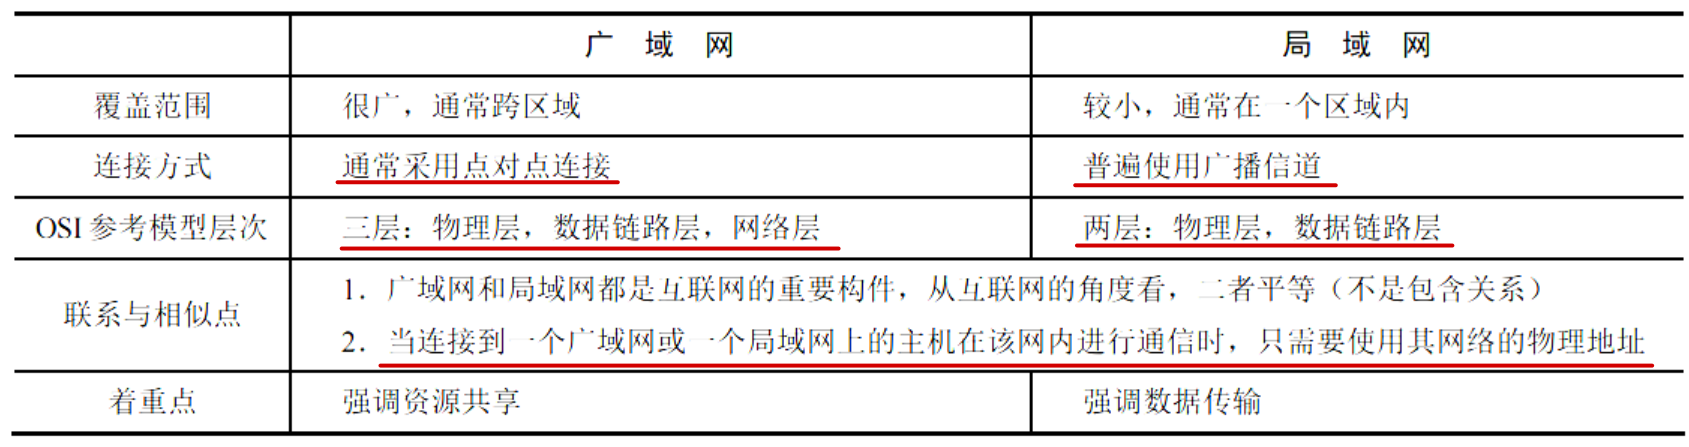 广 域 网 局 域 网
覆盖范围 很广，通常跨区域 较小，通常在一个区域内
连接方式 通常采用点对点连接 普遍使用广播信道
OSI 参考模型层次 三层：物理层，数据链路层，网络层 两层：物理层，数据链路层
联系与相似点
1．广域网和局域网都是互联网的重要构件，从互联网的角度看，二者平等（不是包含关系）
2．当连接到一个广域网或一个局域网上的主机在该网内进行通信时，只需要使用其网络的物理地址
着重点 强调资源共享 强调数据传输